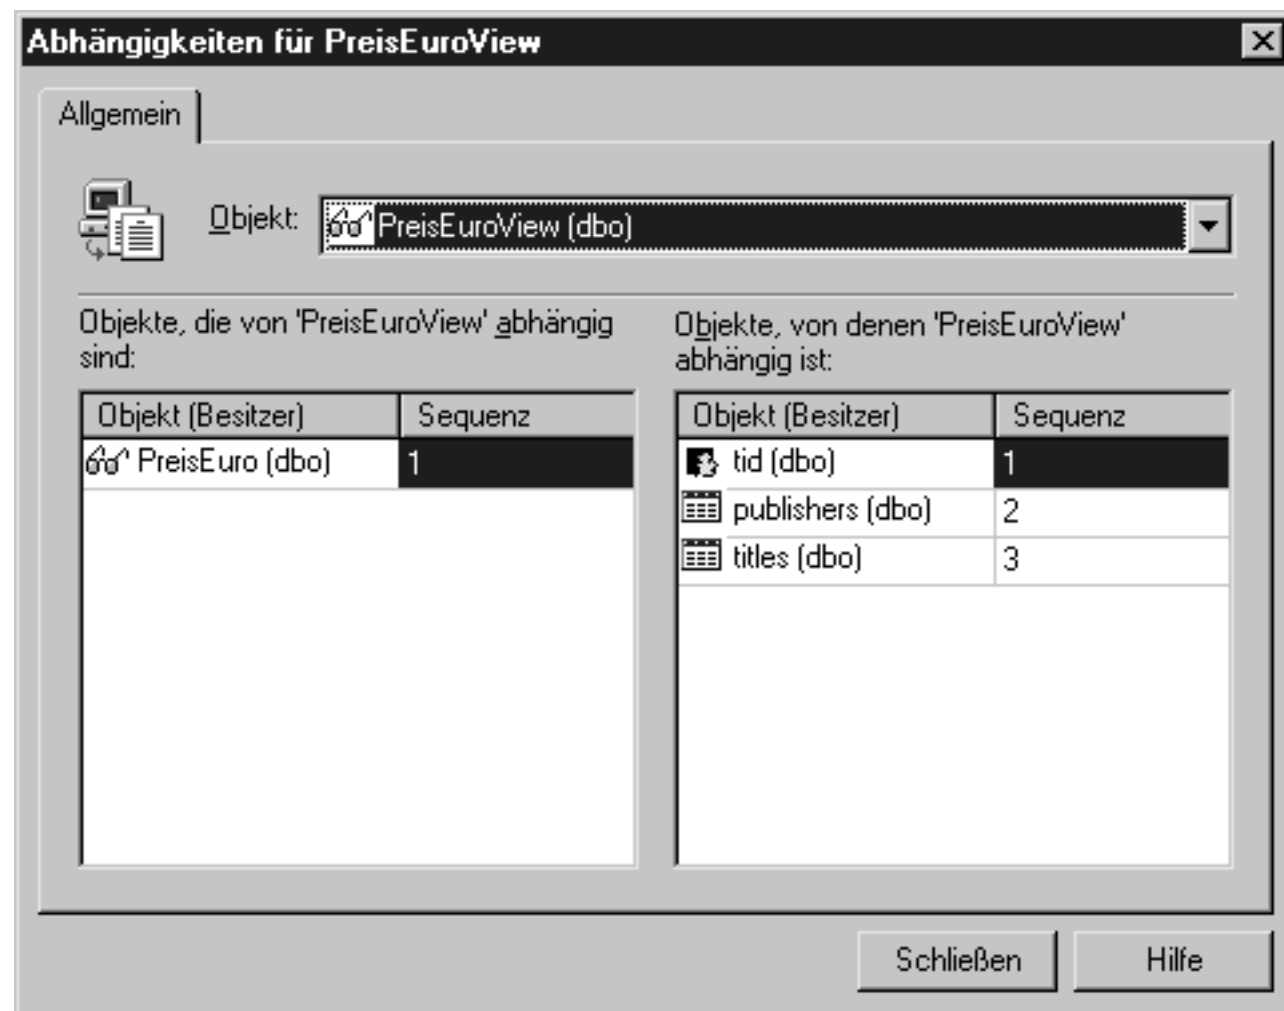 Abhängigkeiten für PreisEuroView
Allgemein
Objekt: PreisEuroView (dbo)
Objekte, die von 'PreisEuroView' abhängig
sind:
Objekt (Besitzer) Sequenz
PreisEuro (dbo) 1
Objekte, von denen 'PreisEuroView'
abhängig ist:
Objekt (Besitzer) Sequenz
tid (dbo) 1
publishers (dbo) 2
titles (dbo) 3
Schließen Hilfe